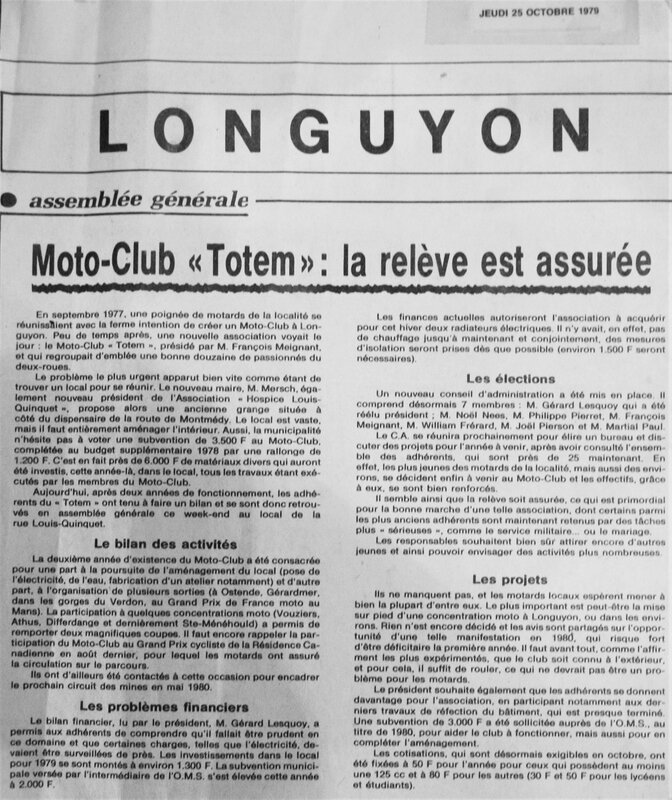 JEUDI 25 OCTOBRE 1979
LONGUYON
● assemblée générale
Moto-Club «Totem» : la relève est assurée
En septembre 1977, une poignée de motards de la localité se
réunissaient avec la ferme intention de créer un Moto-Club à Lon-
guyon. Peu de temps après, une nouvelle association voyait le
jour : le Moto-Club « Totem », présidé par M. François Meignant,
et qui regroupait d'emblée une bonne douzaine de passionnés du
deux-roues.
Le problème le plus urgent apparut bien vite comme étant de
trouver un local pour se réunir. Le nouveau maire, M. Mersch, éga-
lement nouveau président de l'Association « Hospice Louis-
Quinquet », propose alors une ancienne grange située à
côté du dispensaire de la route de Montmédy. Le local est vaste,
mais il faut entièrement aménager l'intérieur. Aussi, la municipalité
n'hésite pas à voter une subvention de 3.500 F au Moto-Club,
complétée au budget supplémentaire 1978 par une rallonge de
1.200 F. C'est en fait près de 6.000 F de matériaux divers qui auront
été investis, cette année-là, dans le local, tous les travaux étant exé-
cutés par les membres du Moto-Club.
Aujourd'hui, après deux années de fonctionnement, les adhé-
rents du « Totem » ont tenu à faire un bilan et se sont donc retrou-
vés en assemblée générale ce week-end au local de la
rue Louis-Quinquet.
Le bilan des activités
La deuxième année d'existence du Moto-Club a été consacrée
pour une part à la poursuite de l'aménagement du local (pose de
l'électricité, de l'eau, fabrication d'un atelier notamment) et d'autre
part, à l'organisation de plusieurs sorties (à Ostende, Gérardmer,
dans les gorges du Verdon, au Grand Prix de France moto au
Mans). La participation à quelques concentrations moto (Vouziers,
Athus, Differdange et dernièrement Ste-Ménéhould) a permis de
remporter deux magnifiques coupes. Il faut encore rappeler la par-
ticipation du Moto-Club au Grand Prix cycliste de la Résidence Ca-
nadienne en août dernier, pour lequel les motards ont assuré
la circulation sur le parcours.
Ils ont d'ailleurs été contactés à cette occasion pour encadrer
le prochain circuit des mines en mai 1980.
Les problèmes financiers
Le bilan financier, lu par le président, M. Gérard Lesquoy, a
permis aux adhérents de comprendre qu'il fallait être prudent en
ce domaine et que certaines charges, telles que l'électricité, de-
vaient être surveillées de près. Les investissements dans le local
pour 1979 se sont montés à environ 1.300 F. La subvention munici-
pale versée par l'intermédiaire de l'O.M.S. s'est élevée cette année
à 2.000 F.
Les finances actuelles autoriseront l'association à acquérir
pour cet hiver deux radiateurs électriques. Il n'y avait, en effet, pas
de chauffage jusqu'à maintenant et conjointement, des mesures
d'isolation seront prises dès que possible (environ 1.500 F seront
nécessaires).
Les élections
Un nouveau conseil d'administration a été mis en place. Il
comprend désormais 7 membres : M. Gérard Lesquoy qui a été
réélu président ; M. Noël Nees, M. Philippe Pierret, M. François
Meignant, M. William Frérard, M. Joël Pierson et M. Martial Paul.
Le C.A. se réunira prochainement pour élire un bureau et dis-
cuter des projets pour l'année à venir, après avoir consulté l'ensem-
ble des adhérents, qui sont près de 25 maintenant. En
effet, les plus jeunes des motards de la localité, mais aussi des envi-
rons, se décident enfin à venir au Moto-Club et les effectifs, grâce
à eux, se sont bien renforcés.
Il semble ainsi que la relève soit assurée, ce qui est primordial
pour la bonne marche d'une telle association, dont certains parmi
les plus anciens adhérents sont maintenant retenus par des tâches
plus « sérieuses », comme le service militaire... ou le mariage.
Les responsables souhaitent bien sûr attirer encore d'autres
jeunes et ainsi pouvoir envisager des activités plus nombreuses.
Les projets
Ils ne manquent pas, et les motards locaux espèrent mener à
bien la plupart d'entre eux. Le plus important est peut-être la mise
sur pied d'une concentration moto à Longuyon, ou dans les envi-
rons. Rien n'est encore décidé et les avis sont partagés sur l'oppor-
tunité d'une telle manifestation en 1980, qui risque fort
d'être déficitaire la première année. Il faut avant tout, comme l'affir-
ment les plus expérimentés, que le club soit connu à l'extérieur,
et pour cela, il suffit de rouler, ce qui ne devrait pas être un pro-
blème pour les motards.
Le président souhaite également que les adhérents se donnent
davantage pour l'association, en participant notamment aux der-
niers travaux de réfection du bâtiment, qui est presque terminé.
Une subvention de 3.000 F a été sollicitée auprès de l'O.M.S., au
titre de 1980, pour aider le club à fonctionner, mais aussi pour en
compléter l'aménagement.
Les cotisations, qui sont désormais exigibles en octobre, ont
été fixées à 50 F pour l'année pour ceux qui possèdent au moins
une 125 cc et à 80 F pour les autres (30 F et 50 F pour les lycéens
et étudiants).